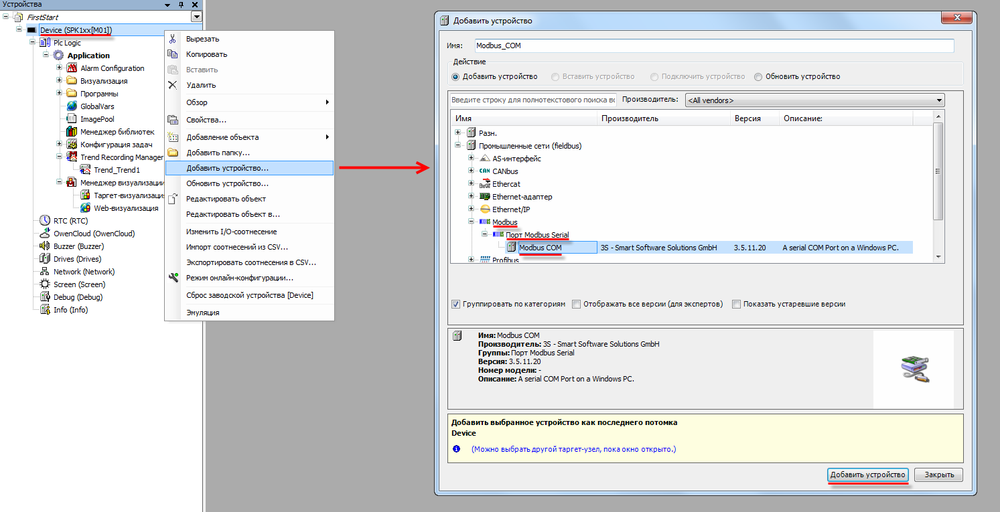 Устройства
FirstStart
Device (SPK1xx[M01])
Plc Logic
Application
Alarm Configuration
Визуализация
Программы
GlobalVars
ImagePool
Менеджер библиотек
Конфигурация задач
Trend Recording Manager
Trend_Trend1
Менеджер визуализации
Таргет-визуализация
Web-визуализация
RTC (RTC)
OwenCloud (OwenCloud)
Buzzer (Buzzer)
Drives (Drives)
Network (Network)
Screen (Screen)
Debug (Debug)
Info (Info)
Вырезать
Копировать
Вставить
Удалить
Обзор
Свойства...
Добавление объекта
Добавить папку...
Добавить устройство...
Обновить устройство...
Редактировать объект
Редактировать объект в...
Изменить I/O-соотнесение
Импорт соотнесений из CSV...
Экспортировать соотнесения в CSV...
Режим онлайн-конфигурации...
Сброс заводской устройства [Device]
Эмуляция
Добавить устройство
Имя: Modbus_COM
Действие
Добавить устройство Вставить устройство Подключить устройство Обновить устройство
Введите строку для полнотекстового поиска вс Производитель: <All vendors>
Имя Производитель Версия Описание:
Разн.
Промышленные сети (fieldbus)
AS-интерфейс
CANbus
Ethercat
Ethernet-адаптер
Ethernet/IP
Modbus
Порт Modbus Serial
Modbus COM 3S - Smart Software Solutions GmbH 3.5.11.20 A serial COM Port on a Windows PC.
Profibus
Группировать по категориям Отображать все версии (для экспертов) Показать устаревшие версии
Имя: Modbus COM
Производитель: 3S - Smart Software Solutions GmbH
Группы: Порт Modbus Serial
Версия: 3.5.11.20
Номер модели: -
Описание: A serial COM Port on a Windows PC.
Добавить выбранное устройство как последнего потомка
Device
(Можно выбрать другой таргет-узел, пока окно открыто.)
Добавить устройство Закрыть